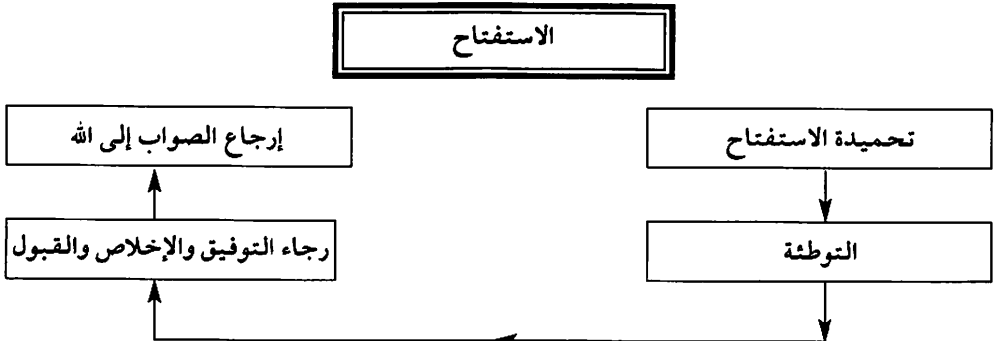 الاستفتاح
تحميدة الاستفتاح
إرجاع الصواب إلى الله
التوطئة
رجاء التوفيق والإخلاص والقبول